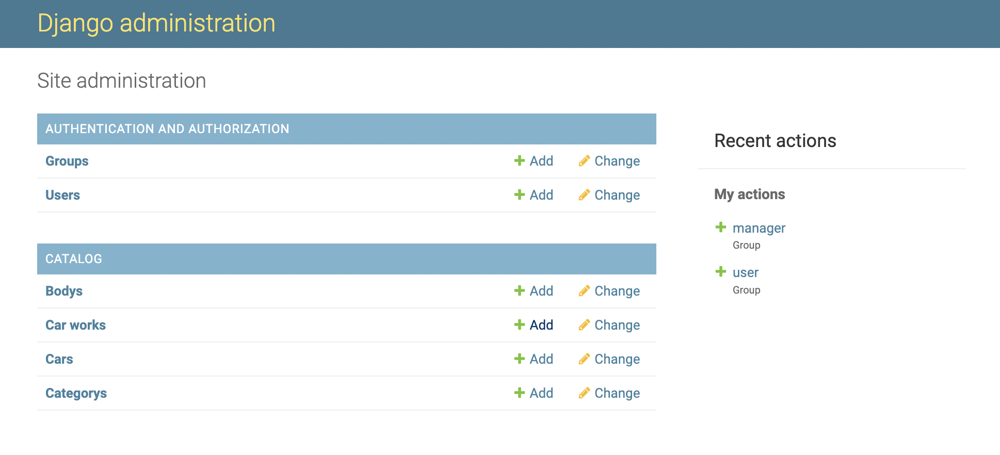 Django administration
Site administration
AUTHENTICATION AND AUTHORIZATION
Groups Add Change
Users Add Change
CATALOG
Bodys Add Change
Car works Add Change
Cars Add Change
Categorys Add Change
Recent actions
My actions
manager
Group
user
Group